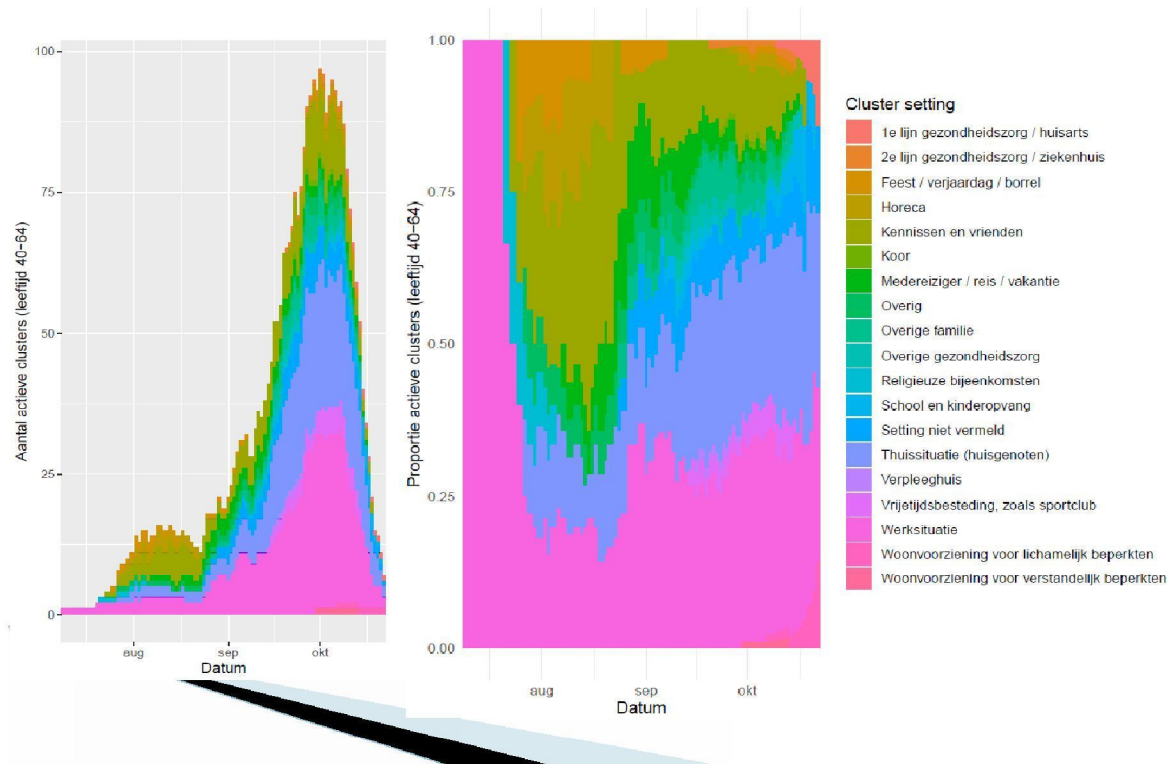 Aantal actieve clusters (leeftijd 40-64)
100
75
50
25
0
aug
sep
okt
Datum
Proportie actieve clusters (leeftijd 40-64)
1.00
0.75
0.50
0.25
0.00
aug
sep
okt
Datum
Cluster setting
1e lijn gezondheidszorg / huisarts
2e lijn gezondheidszorg / ziekenhuis
Feest / verjaardag / borrel
Horeca
Kennissen en vrienden
Koor
Medereiziger / reis / vakantie
Overig
Overige familie
Overige gezondheidszorg
Religieuze bijeenkomsten
School en kinderopvang
Setting niet vermeld
Thuissituatie (huisgenoten)
Verpleeghuis
Vrijetijdsbesteding, zoals sportclub
Werksituatie
Woonvoorziening voor lichamelijk beperkten
Woonvoorziening voor verstandelijk beperkten